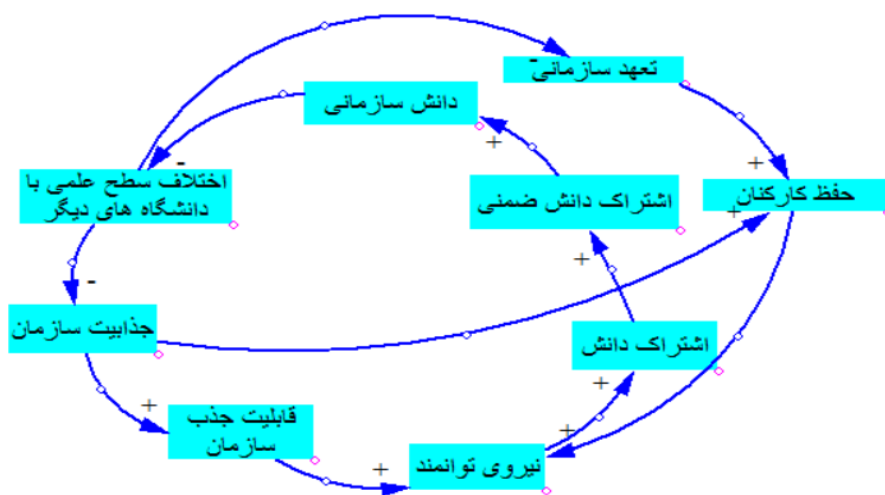 تعهد سازمانی
-
دانش سازمانی
+
+
-
اختلاف سطح علمی با
دانشگاه های دیگر
اشتراک دانش ضمنی
حفظ کارکنان
+
+
-
جذابیت سازمان
اشتراک دانش
+
+
قابلیت جذب
سازمان
+
+
نیروی توانمند